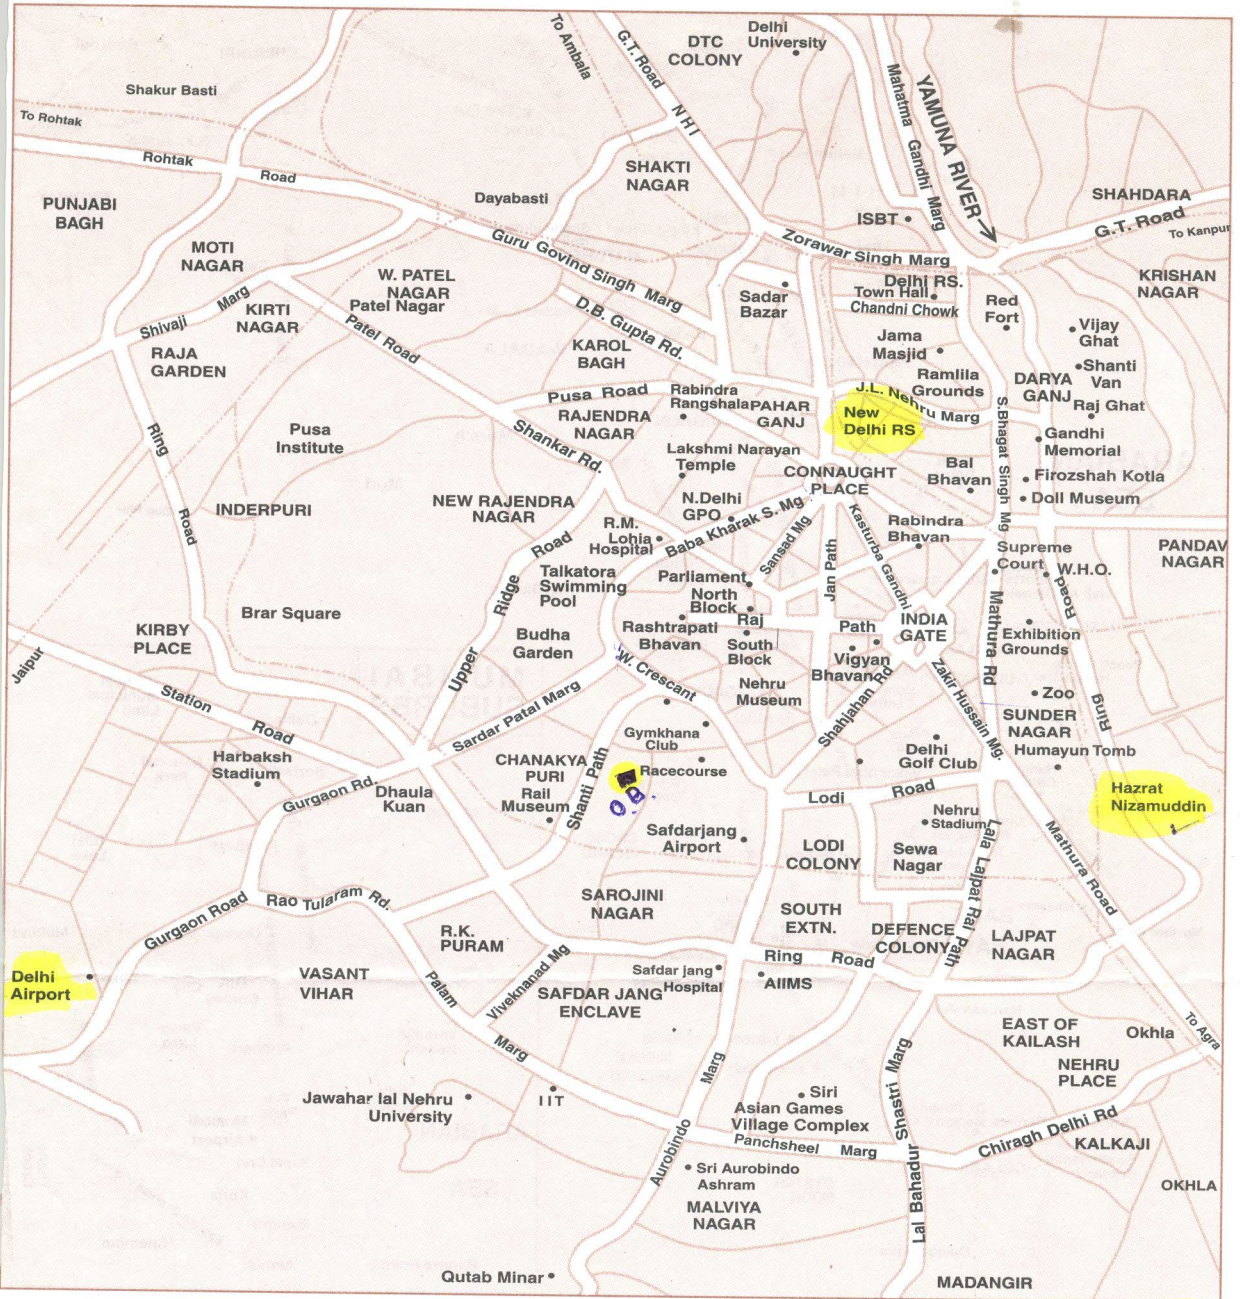 To Ambala
G.T. Road
N H I
DTC
COLONY
Delhi
University
Mahatma Gandhi Marg
YAMUNA RIVER
Shakur Basti
To Rohtak
Rohtak
Road
PUNJABI
BAGH
Dayabasti
SHAKTI
NAGAR
ISBT
SHAHDARA
G.T. Road
To Kanpur
MOTI
NAGAR
Guru Govind Singh Marg
Zorawar Singh Marg
KRISHAN
NAGAR
W. PATEL
NAGAR
Patel Nagar
Delhi RS.
Town Hall
Chandni Chowk
Sadar
Bazar
Red
Fort
Shivaji Marg
KIRTI
NAGAR
Patel Road
D.B. Gupta Rd.
Vijay
Ghat
Jama
Masjid
RAJA
GARDEN
KAROL
BAGH
Ramlila
Grounds
Shanti
Van
DARYA
GANJ
Pusa Road
Rabindra
Rangshala
PAHAR
GANJ
J.L. Nehru Marg
New
Delhi RS
Raj Ghat
Ring
Road
Pusa
Institute
Shankar Rd.
RAJENDRA
NAGAR
S.Bhagat Singh Mg
Gandhi
Memorial
Lakshmi Narayan
Temple
CONNAUGHT
PLACE
Bal
Bhavan
Firozshah Kotla
Doll Museum
INDERPURI
NEW RAJENDRA
NAGAR
N.Delhi
GPO
R.M.
Lohia
Hospital
Baba Kharak S. Mg
Sansad Mg
Jan Path
Kasturba Gandhi
Rabindra
Bhavan
Supreme
Court
W.H.O.
PANDAV
NAGAR
Upper Ridge Road
Talkatora
Swimming
Pool
Parliament
North
Block
Raj
Path
INDIA
GATE
Mathura Rd
Ring Road
Brar Square
KIRBY
PLACE
Budha
Garden
Rashtrapati
Bhavan
South
Block
Vigyan
Bhavan
Exhibition
Grounds
Jaipur
W. Crescant
Nehru
Museum
Shahjahan Rd
Zakir Hussain Mg.
Zoo
SUNDER
NAGAR
Humayun Tomb
Station
Road
Sardar Patal Marg
Gymkhana
Club
Delhi
Golf Club
Harbaksh
Stadium
Gurgaon Rd.
Dhaula
Kuan
CHANAKYA
PURI
Rail
Museum
Shanti Path
Racecourse
O B.
Lodi
Road
Hazrat
Nizamuddin
Safdarjang
Airport
LODI
COLONY
Nehru
Stadium
Sewa
Nagar
Lala Lajpat Rai Path
Mathura Road
Gurgaon Road
Rao Tularam Rd.
SAROJINI
NAGAR
SOUTH
EXTN.
DEFENCE
COLONY
LAJPAT
NAGAR
R.K.
PURAM
Ring
Road
Delhi
Airport
VASANT
VIHAR
Palam
Marg
Viveknanad Mg
SAFDAR JANG
ENCLAVE
Safdar jang
Hospital
AIIMS
EAST OF
KAILASH
Okhla
To Agra
NEHRU
PLACE
Jawahar lal Nehru
University
I I T
Aurobindo Marg
Siri
Asian Games
Village Complex
Panchsheel Marg
Lal Bahadur Shastri Marg
Chiragh Delhi Rd
KALKAJI
Sri Aurobindo
Ashram
OKHLA
MALVIYA
NAGAR
Qutab Minar
MADANGIR